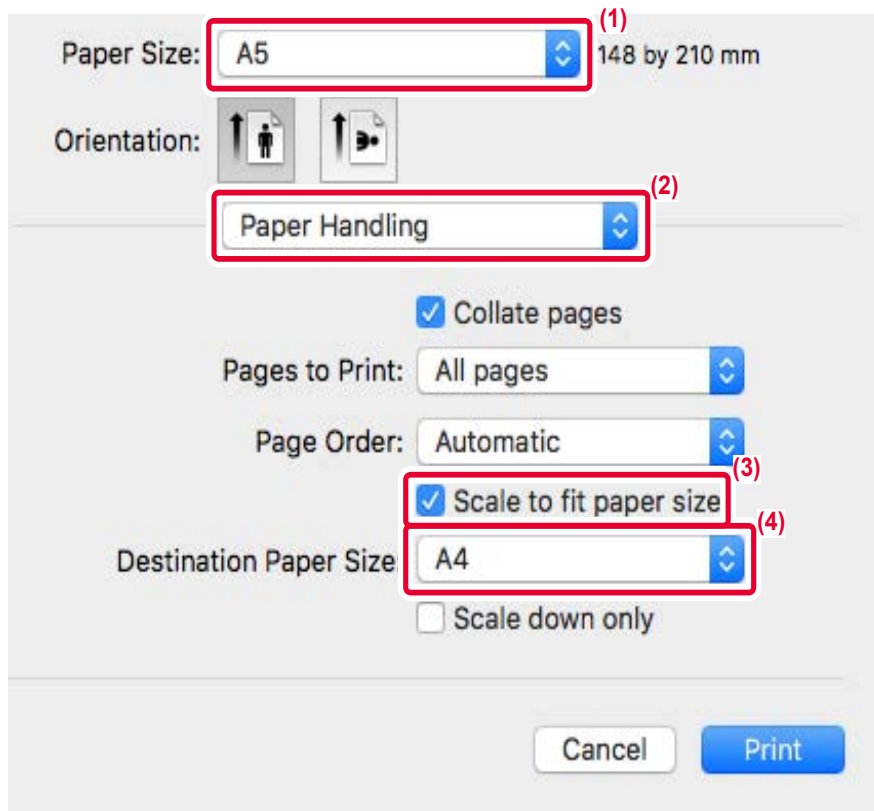 (1)
Paper Size: A5 148 by 210 mm
Orientation:
(2)
Paper Handling
Collate pages
Pages to Print: All pages
Page Order: Automatic
(3)
Scale to fit paper size
(4)
Destination Paper Size: A4
Scale down only
Cancel Print